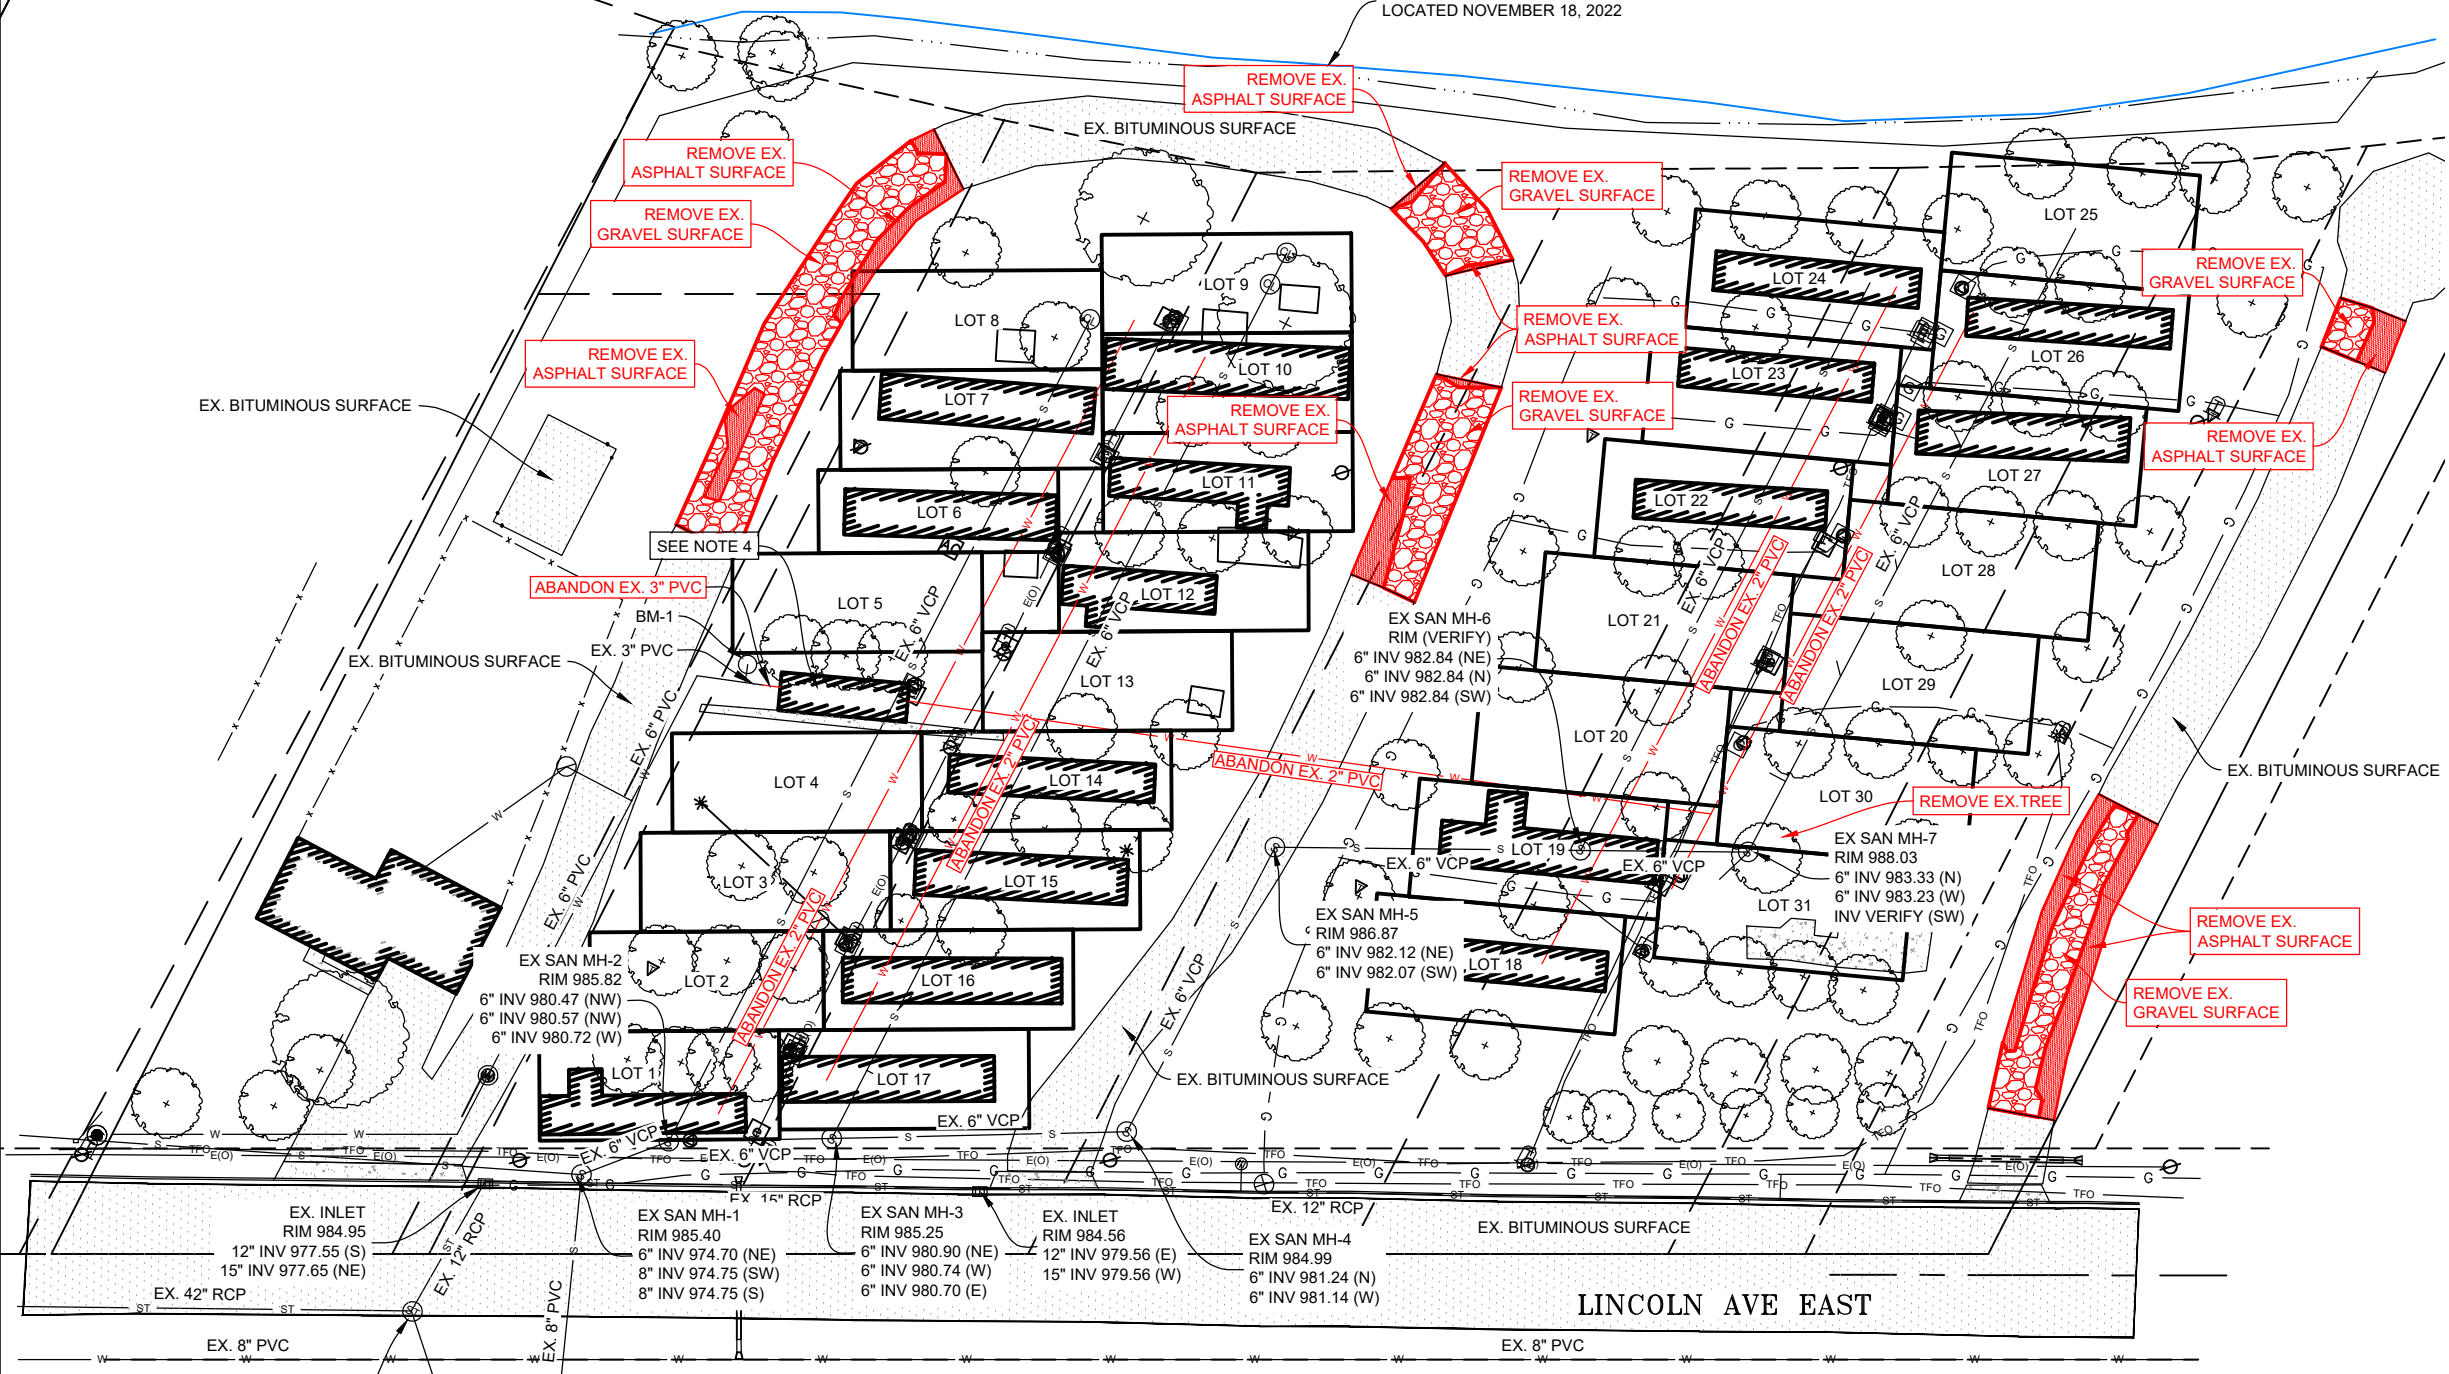 LOCATED NOVEMBER 18, 2022
REMOVE EX.
ASPHALT SURFACE
EX. BITUMINOUS SURFACE
REMOVE EX.
ASPHALT SURFACE
REMOVE EX.
GRAVEL SURFACE
REMOVE EX.
GRAVEL SURFACE
LOT 25
LOT 24
REMOVE EX.
GRAVEL SURFACE
LOT 9
LOT 8
REMOVE EX.
ASPHALT SURFACE
REMOVE EX.
ASPHALT SURFACE
LOT 26
LOT 10
LOT 23
LOT 7
EX. BITUMINOUS SURFACE
REMOVE EX.
ASPHALT SURFACE
REMOVE EX.
GRAVEL SURFACE
REMOVE EX.
ASPHALT SURFACE
LOT 27
LOT 11
LOT 22
LOT 6
EX. 6" VCP
SEE NOTE 4
AC
ABANDON EX. 3" PVC
LOT 5
LOT 12
EX. 6" VCP
EX. 6" VCP
E(O)
EX. 6" VCP
ABANDON EX. 2" PVC
ABANDON EX. 2" PVC
LOT 28
BM-1
EX. 3" PVC
EX. BITUMINOUS SURFACE
EX SAN MH-6
RIM (VERIFY)
6" INV 982.84 (NE)
6" INV 982.84 (N)
6" INV 982.84 (SW)
LOT 21
LOT 13
LOT 29
EX. 6" PVC
LOT 20
ABANDON EX. 2" PVC
ABANDON EX. 2" PVC
EX. BITUMINOUS SURFACE
LOT 4
LOT 14
LOT 30
REMOVE EX.TREE
EX SAN MH-7
RIM 988.03
6" INV 983.33 (N)
6" INV 983.23 (W)
INV VERIFY (SW)
LOT 19
EX. 6" VCP
EX. 6" VCP
LOT 3
LOT 15
E(O)
LOT 31
EX. 6" PVC
ABANDON EX. 2" PVC
EX SAN MH-5
RIM 986.87
6" INV 982.12 (NE)
6" INV 982.07 (SW)
REMOVE EX.
ASPHALT SURFACE
EX SAN MH-2
RIM 985.82
6" INV 980.47 (NW)
6" INV 980.57 (NW)
6" INV 980.72 (W)
LOT 2
LOT 16
LOT 18
REMOVE EX.
GRAVEL SURFACE
EX. 6" VCP
LOT 1
LOT 17
EX. BITUMINOUS SURFACE
EX. 6" VCP
EX. 6" VCP
EX. 6" VCP
EX. 15" RCP
EX. 12" RCP
EX. INLET
RIM 984.95
12" INV 977.55 (S)
15" INV 977.65 (NE)
EX. 12" RCP
EX SAN MH-1
RIM 985.40
6" INV 974.70 (NE)
8" INV 974.75 (SW)
8" INV 974.75 (S)
EX SAN MH-3
RIM 985.25
6" INV 980.90 (NE)
6" INV 980.74 (W)
6" INV 980.70 (E)
EX. INLET
RIM 984.56
12" INV 979.56 (E)
15" INV 979.56 (W)
EX SAN MH-4
RIM 984.99
6" INV 981.24 (N)
6" INV 981.14 (W)
EX. BITUMINOUS SURFACE
EX. 42" RCP
LINCOLN AVE EAST
EX. 8" PVC
EX. 8" PVC
EX. 8" PVC